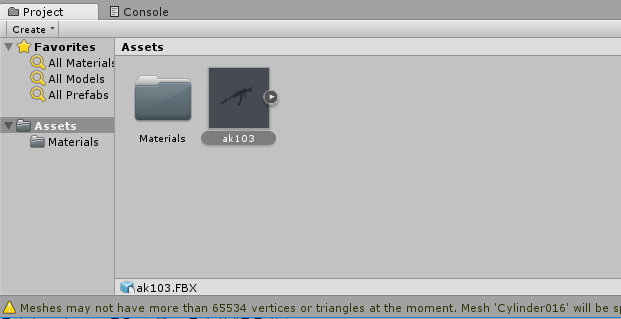 Project
Console
Create
Favorites
Assets
All Materials
All Models
All Prefabs
Assets
Materials
Materials
ak103
ak103.FBX
Meshes may not have more than 65534 vertices or triangles at the moment. Mesh 'Cylinder016' will be sp